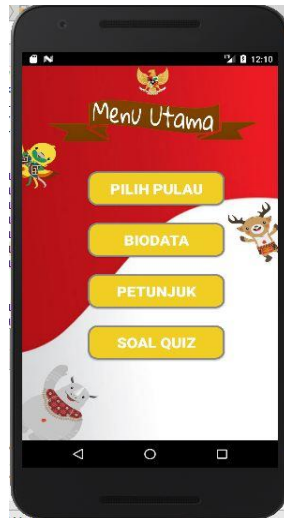 12:10
Menu Utama
PILIH PULAU
BIODATA
PETUNJUK
SOAL QUIZ